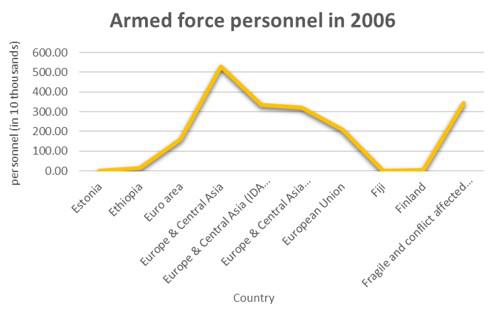 Armed force personnel in 2006
personnel (in 10 thousands)
600.00
500.00
400.00
300.00
200.00
100.00
0.00
Estonia
Ethiopia
Euro area
Europe & Central Asia
Europe & Central Asia (IDA...
Europe & Central Asia...
European Union
Fiji
Finland
Fragile and conflict affected...
Country